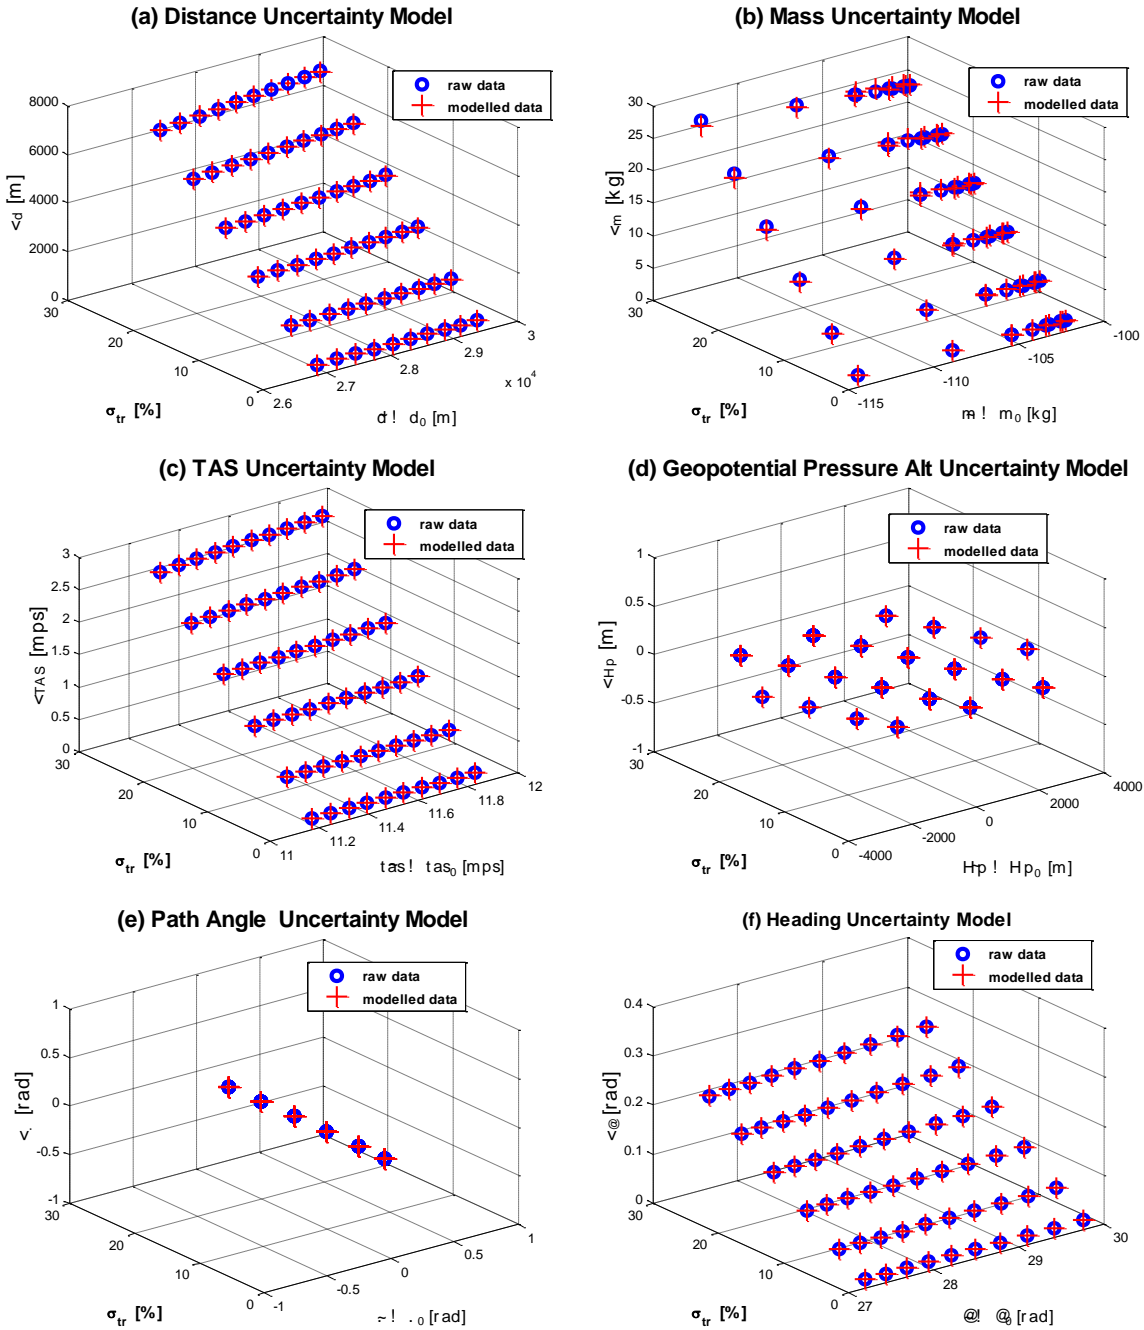 (a) Distance Uncertainty Model
8000
6000
4000
2000
0
30
20
10
0
2.6
2.7
2.8
2.9
3
x 10^4
<d [m]
σtr [%]
d0 [m]
raw data
modelled data
(b) Mass Uncertainty Model
30
25
20
15
10
5
0
30
20
10
0
-115
-110
-105
-100
<m [kg]
σtr [%]
m0 [kg]
raw data
modelled data
(c) TAS Uncertainty Model
3
2.5
2
1.5
1
0.5
0
30
20
10
0
11
11.2
11.4
11.6
11.8
12
<TAS [mps]
σtr [%]
tas! tas0 [mps]
raw data
modelled data
(d) Geopotential Pressure Alt Uncertainty Model
1
0.5
0
-0.5
-1
30
20
10
0
-4000
-2000
0
2000
4000
<Hp [m]
σtr [%]
Hp! Hp0 [m]
raw data
modelled data
(e) Path Angle Uncertainty Model
1
0.5
0
-0.5
-1
30
20
10
0
-1
-0.5
0
0.5
1
[rad]
σtr [%]
[rad]
raw data
modelled data
(f) Heading Uncertainty Model
0.4
0.3
0.2
0.1
0
30
20
10
0
27
28
29
30
<@ [rad]
σtr [%]
@! @0 [rad]
raw data
modelled data